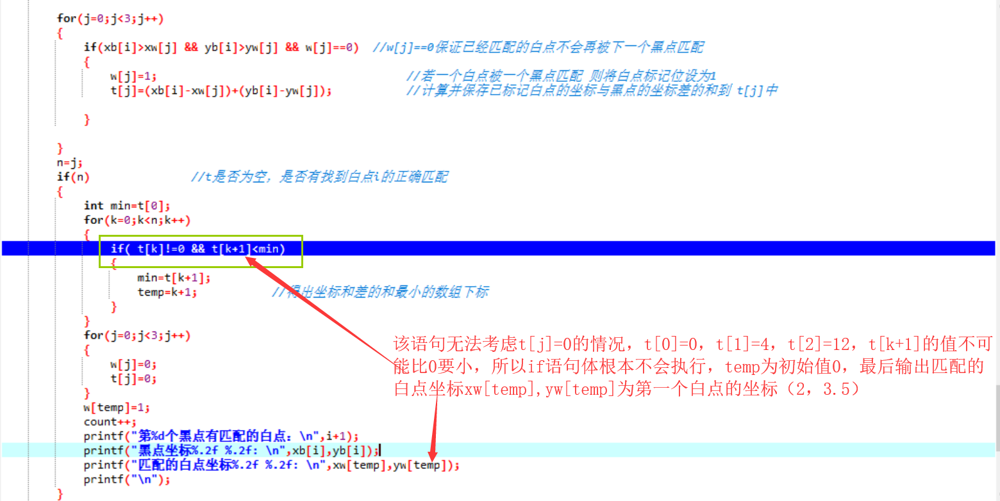 for(j=0;j<3;j++)
{
if(xb[i]>xw[j] && yb[i]>yw[j] && w[j]==0) //w[j]==0保证已经匹配的白点不会再被下一个黑点匹配
{
w[j]=1; //若一个白点被一个黑点匹配 则将白点标记位设为1
t[j]=(xb[i]-xw[j])+(yb[i]-yw[j]); //计算并保存已标记白点的坐标与黑点的坐标差的和到 t[j]中
}
}
n=j;
if(n) //t是否为空，是否有找到白点i的正确匹配
{
int min=t[0];
for(k=0;k<n;k++)
{
if( t[k]!=0 && t[k+1]<min)
{
min=t[k+1];
temp=k+1; //得出坐标和差的和最小的数组下标
}
}
for(j=0;j<3;j++)
{
w[j]=0;
t[j]=0;
}
w[temp]=1;
count++;
printf("第%d个黑点有匹配的白点: \n",i+1);
printf("黑点坐标%.2f %.2f: \n",xb[i],yb[i]);
printf("匹配的白点坐标%.2f %.2f: \n",xw[temp],yw[temp]);
printf("\n");
}
该语句无法考虑t[j]=0的情况，t[0]=0，t[1]=4，t[2]=12，t[k+1]的值不可
能比0要小，所以if语句体根本不会执行，temp为初始值0，最后输出匹配的
白点坐标xw[temp],yw[temp]为第一个白点的坐标（2，3.5）